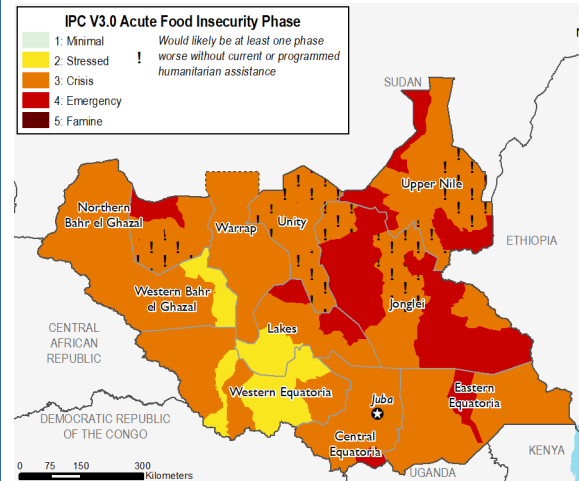 IPC V3.0 Acute Food Insecurity Phase
1: Minimal
2: Stressed
3: Crisis
4: Emergency
5: Famine
! Would likely be at least one phase
worse without current or programmed
humanitarian assistance
SUDAN
Upper Nile
Northern
Bahr el Ghazal
Warrap
Unity
ETHIOPIA
Western Bahr
el Ghazal
Jonglei
Lakes
CENTRAL
AFRICAN
REPUBLIC
Western Equatoria
Eastern
Equatoria
Juba
DEMOCRATIC REPUBLIC
OF THE CONGO
Central
Equatoria
KENYA
UGANDA
0 75 150 300
Kilometers